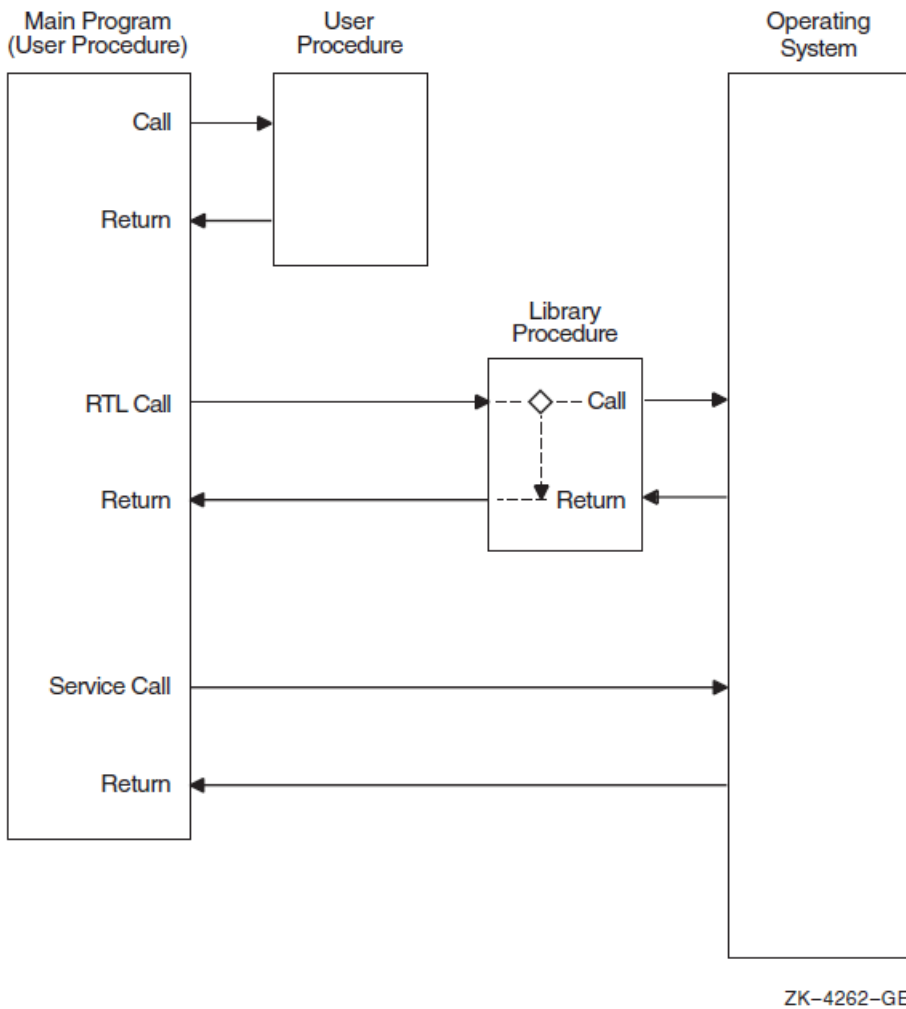 Main Program
(User Procedure)
User
Procedure
Operating
System
Call
Return
Library
Procedure
RTL Call
Call
Return
Return
Service Call
Return
ZK–4262–GE